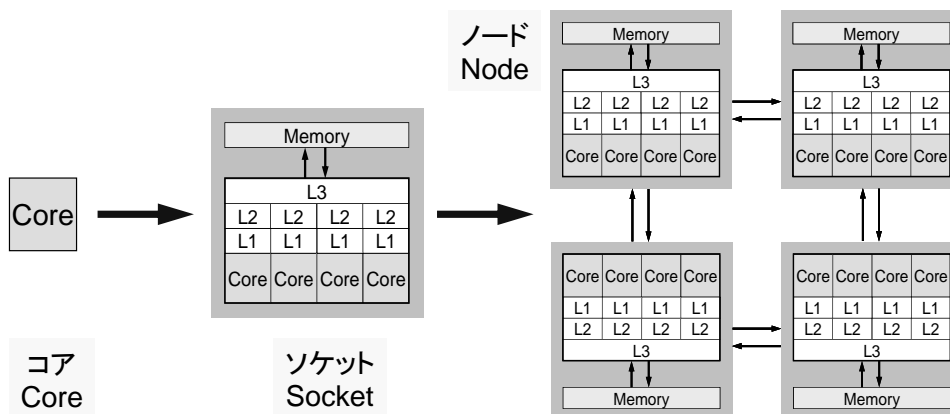 ノード
Node
Memory
L3
L2 L2 L2 L2
L1 L1 L1 L1
Core Core Core Core
Memory
L3
L2 L2 L2 L2
L1 L1 L1 L1
Core Core Core Core
Core
Memory
L3
L2 L2 L2 L2
L1 L1 L1 L1
Core Core Core Core
Core Core Core Core
L1 L1 L1 L1
L2 L2 L2 L2
L3
Memory
Core Core Core Core
L1 L1 L1 L1
L2 L2 L2 L2
L3
Memory
コア
Core
ソケット
Socket